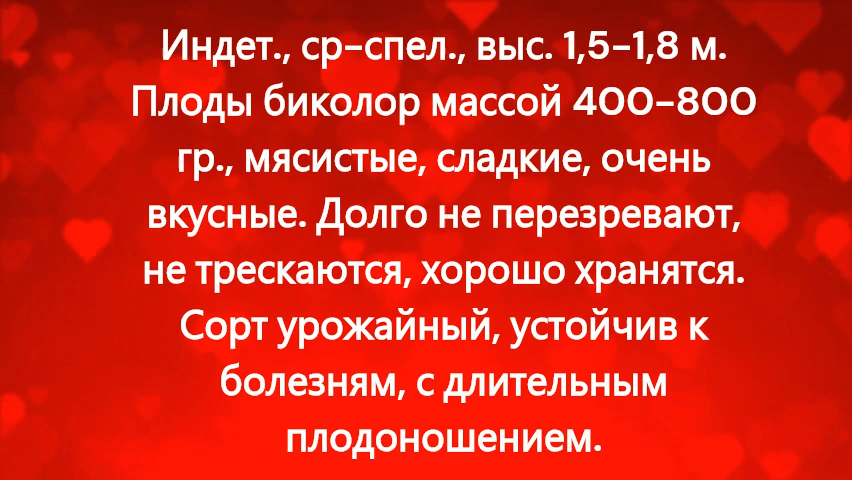 Индет., ср-спел., выс. 1,5-1,8 м.
Плоды биколор массой 400-800
гр., мясистые, сладкие, очень
вкусные. Долго не перезревают,
не трескаются, хорошо хранятся.
Сорт урожайный, устойчив к
болезням, с длительным
плодоношением.